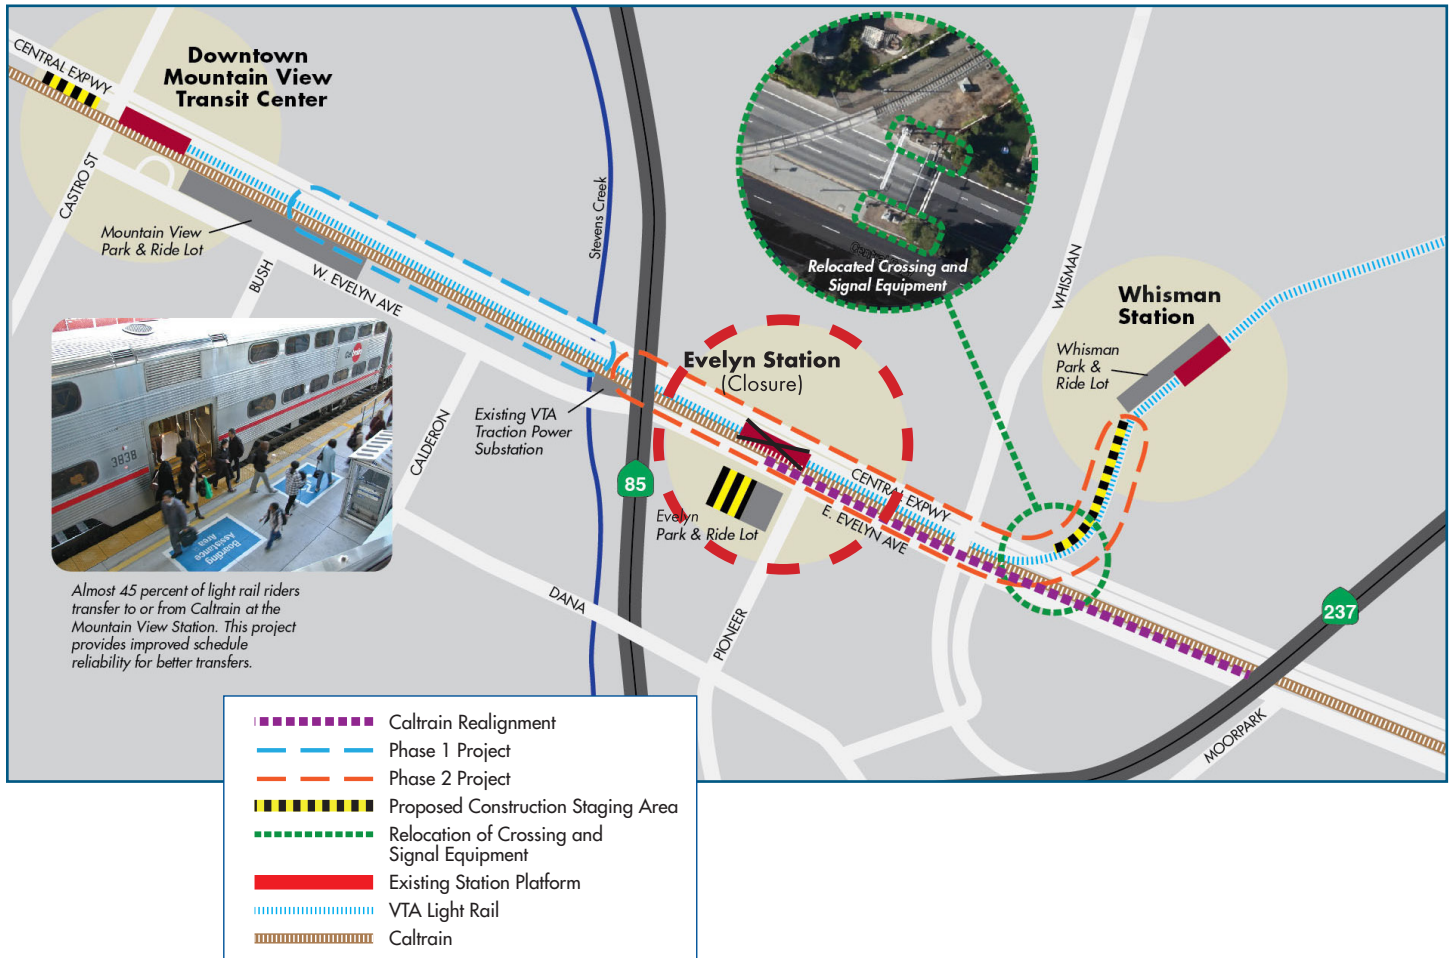 CENTRAL EXPWY
Downtown
Mountain View
Transit Center
CASTRO ST
Mountain View
Park & Ride Lot
BUSH
W. EVELYN AVE
Stevens Creek
Relocated Crossing and
Signal Equipment
WHISMAN
Whisman
Station
Whisman
Park &
Ride Lot
Evelyn Station
(Closure)
Existing VTA
Traction Power
Substation
CALDERON
85
CENTRAL EXPWY
E. EVELYN AVE
Evelyn
Park & Ride Lot
3838
Cal
Boarding
Assistance
Area
Almost 45 percent of light rail riders
transfer to or from Caltrain at the
Mountain View Station. This project
provides improved schedule
reliability for better transfers.
DANA
PIONEER
237
MOORPARK
Caltrain Realignment
Phase 1 Project
Phase 2 Project
Proposed Construction Staging Area
Relocation of Crossing and
Signal Equipment
Existing Station Platform
VTA Light Rail
Caltrain